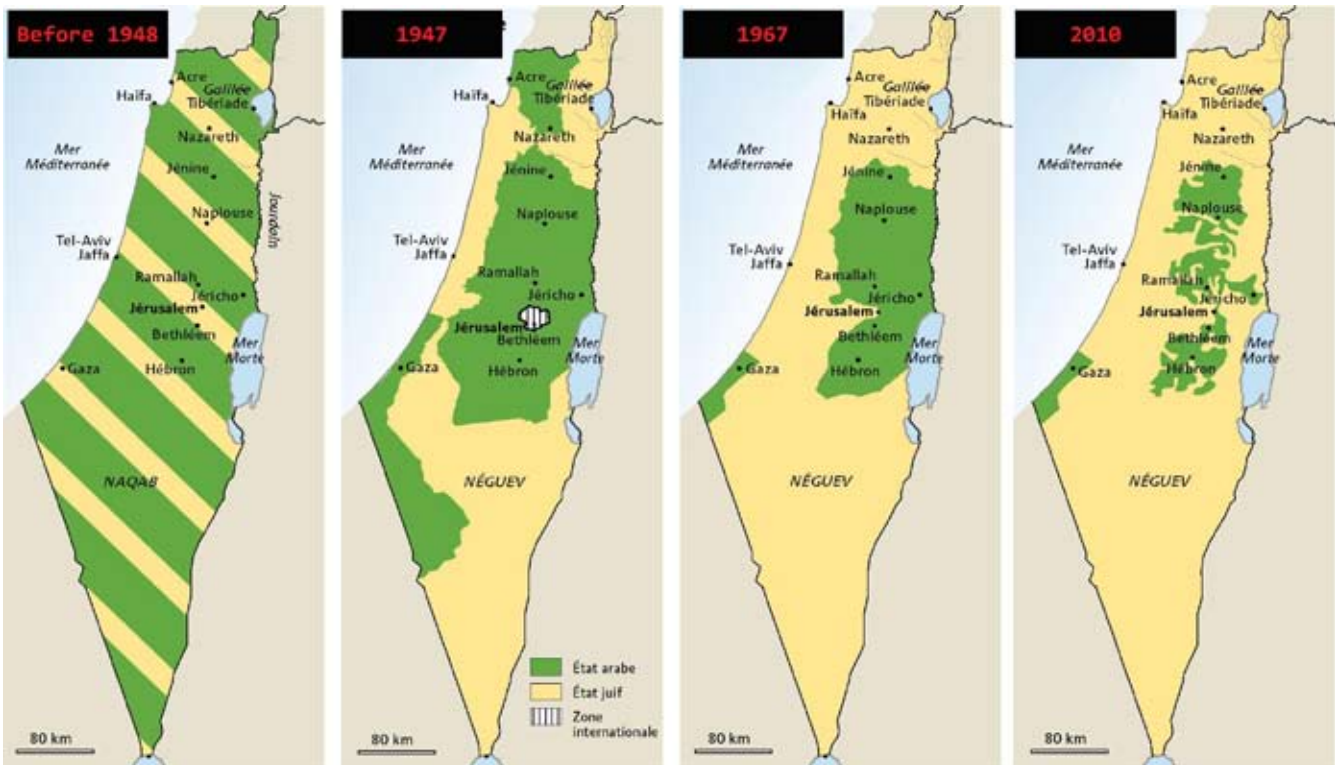 Before 1948
Acre
Galilée
Haïfa
Tibériade
Nazareth
Mer
Méditerranée
Jénine
Naplouse
Jourdain
Tel-Aviv
Jaffa
Ramallah
Jéricho
Jérusalem
Bethléem
Mer
Morte
Hébron
Gaza
NAQAB
80 km
1947
Acre
Galilée
Haïfa
Tibériade
Nazareth
Mer
Méditerranée
Jénine
Naplouse
Tel-Aviv
Jaffa
Ramallah
Jéricho
Jérusalem
Bethléem
Mer
Morte
Hébron
Gaza
NÉGUEV
État arabe
État juif
Zone
internationale
80 km
1967
Acre
Galilée
Tibériade
Haïfa
Nazareth
Mer
Méditerranée
Jénine
Naplouse
Tel-Aviv
Jaffa
Ramallah
Jéricho
Jérusalem
Bethléem
Mer
Morte
Hébron
Gaza
NÉGUEV
80 km
2010
Acre
Galilée
Tibériade
Haïfa
Nazareth
Mer
Méditerranée
Jénine
Naplouse
Tel-Aviv
Jaffa
Ramallah
Jéricho
Jérusalem
Bethléem
Mer
Morte
Hébron
Gaza
NÉGUEV
80 km